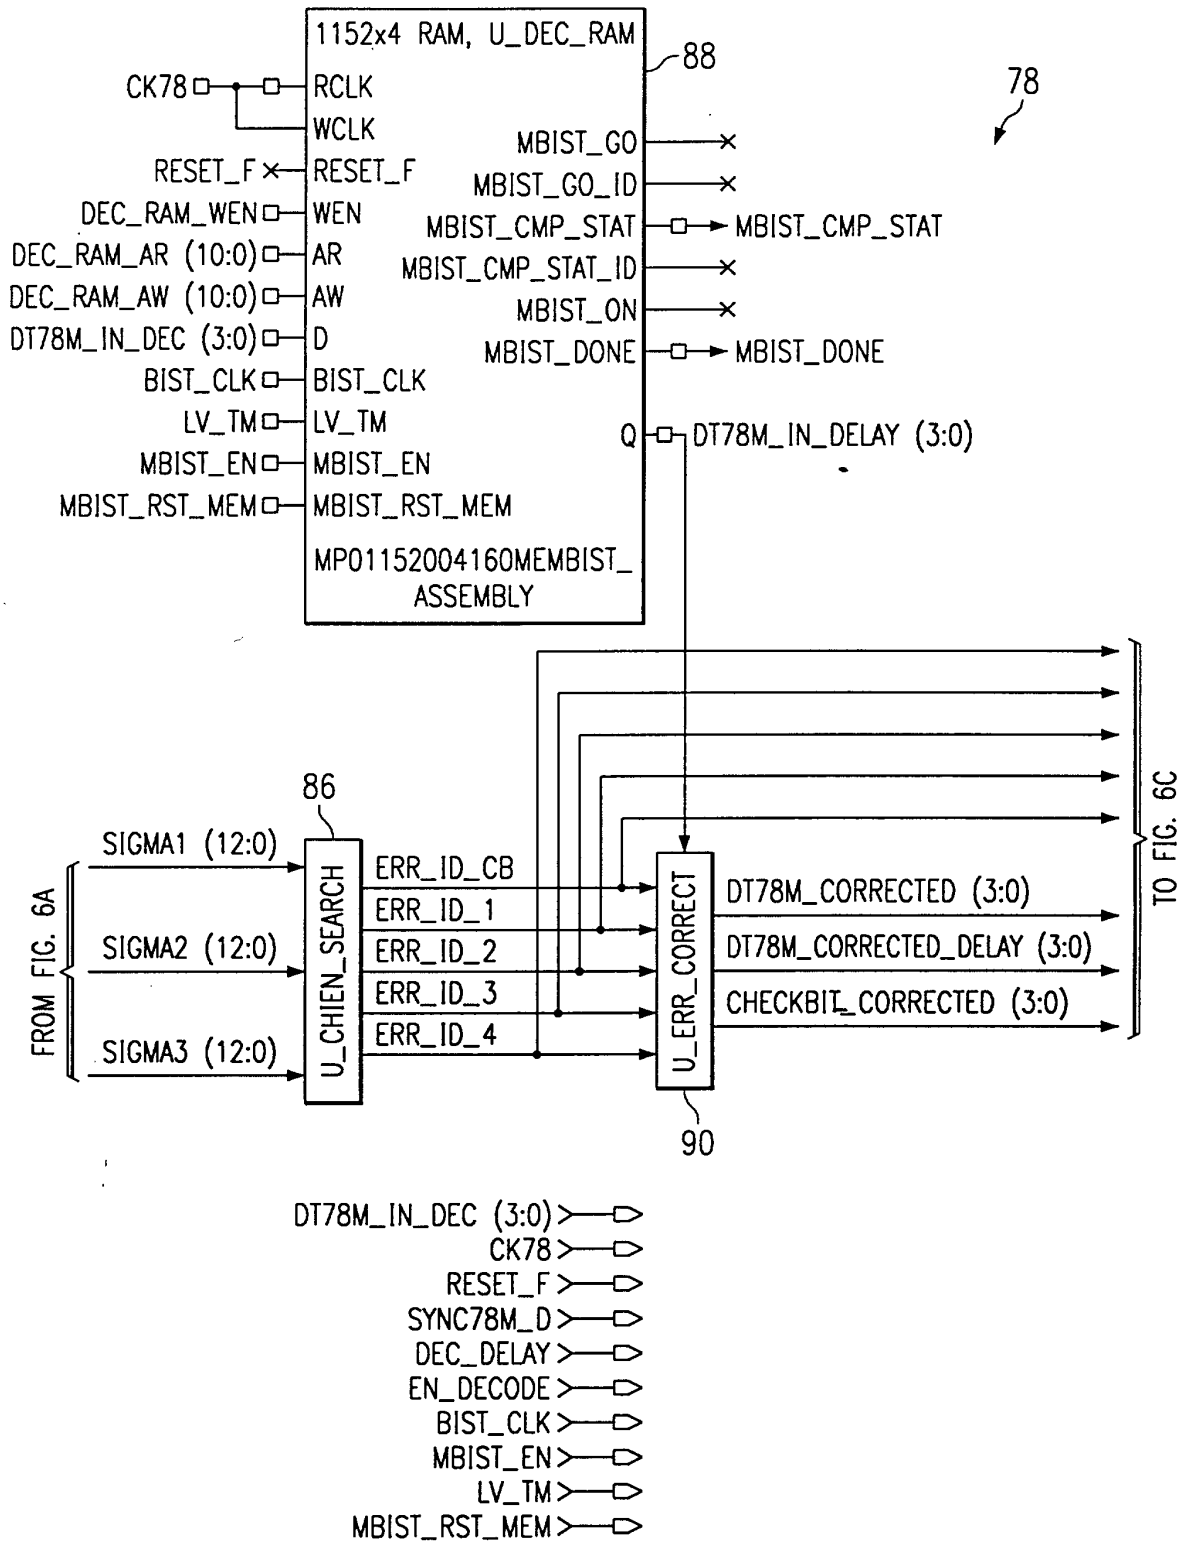 1152x4 RAM, U_DEC_RAM
88
78
CK78
RCLK
WCLK
RESET_F
RESET_F
DEC_RAM_WEN
WEN
DEC_RAM_AR (10:0)
AR
DEC_RAM_AW (10:0)
AW
DT78M_IN_DEC (3:0)
D
BIST_CLK
BIST_CLK
LV_TM
LV_TM
MBIST_EN
MBIST_EN
MBIST_RST_MEM
MBIST_RST_MEM
MBIST_GO
MBIST_GO_ID
MBIST_CMP_STAT
MBIST_CMP_STAT
MBIST_CMP_STAT_ID
MBIST_ON
MBIST_DONE
MBIST_DONE
Q
DT78M_IN_DELAY (3:0)
MP01152004160MEMBIST_
ASSEMBLY
FROM FIG. 6A
SIGMA1 (12:0)
SIGMA2 (12:0)
SIGMA3 (12:0)
86
U_CHIEN_SEARCH
ERR_ID_CB
ERR_ID_1
ERR_ID_2
ERR_ID_3
ERR_ID_4
U_ERR_CORRECT
90
DT78M_CORRECTED (3:0)
DT78M_CORRECTED_DELAY (3:0)
CHECKBIT_CORRECTED (3:0)
TO FIG. 6C
DT78M_IN_DEC (3:0)
CK78
RESET_F
SYNC78M_D
DEC_DELAY
EN_DECODE
BIST_CLK
MBIST_EN
LV_TM
MBIST_RST_MEM